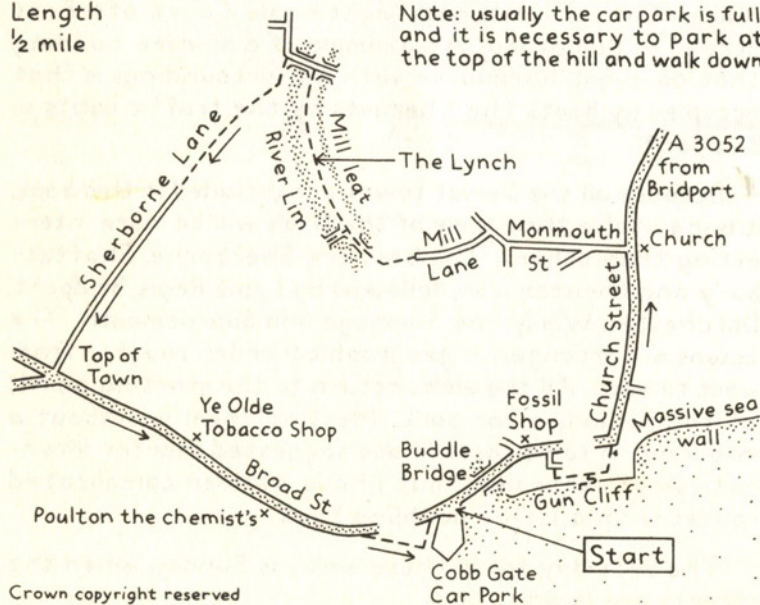 Length
½ mile
Note: usually the car park is full
and it is necessary to park at
the top of the hill and walk down
A 3052
from
Bridport
Mill leat
The Lynch
River Lim
Sherborne Lane
Mill
Lane
Monmouth
St
Church
Church Street
Top of
Town
Ye Olde
Tobacco Shop
Fossil
Shop
Massive sea
wall
Buddle
Bridge
Broad St
Gun Cliff
Poulton the chemist's
Start
Cobb Gate
Car Park
Crown copyright reserved